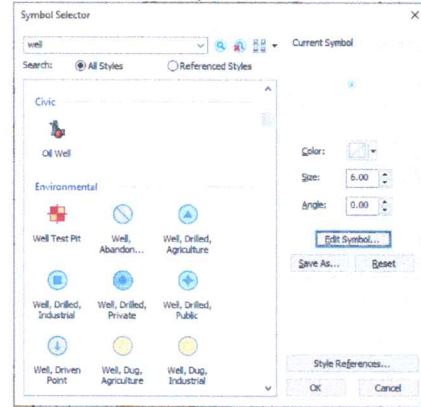 Symbol Selector
well
Search: All Styles Referenced Styles
Civic
Oil Well
Environmental
Well Test Pit
Well, Abandon...
Well, Drilled, Agriculture
Well, Drilled, Industrial
Well, Drilled, Private
Well, Drilled, Public
Well, Driven Point
Well, Dug, Agriculture
Well, Dug, Industrial
Current Symbol
Color:
Size: 6.00
Angle: 0.00
Edit Symbol...
Save As... Reset
Style References...
OK Cancel